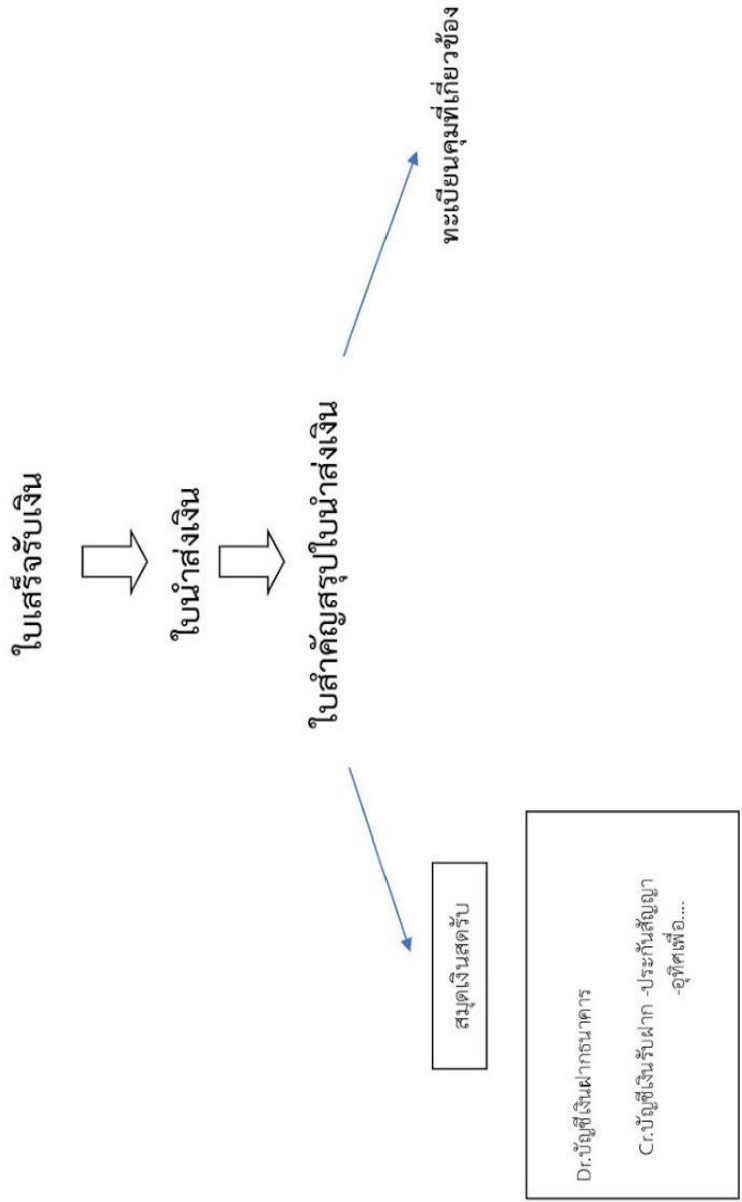 ใบเสร็จรับเงิน
ใบนำส่งเงิน
ใบสำคัญสรุปใบนำส่งเงิน
สมุดเงินสดรับ
ทะเบียนคุมที่เกี่ยวข้อง
Dr.บัญชีเงินฝากธนาคาร
Cr.บัญชีเงินรับฝาก -ประกันสัญญา
-อุทิศเพื่อ....